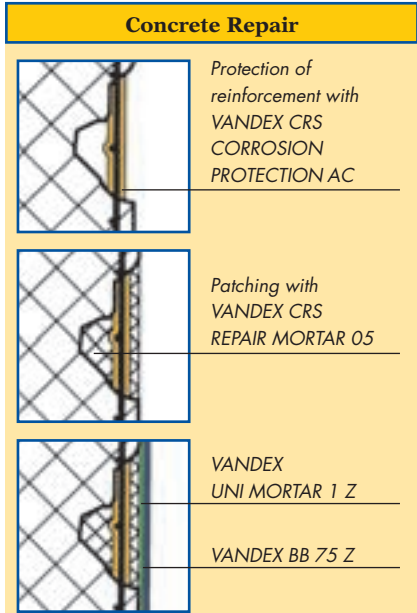 Concrete Repair
Protection of
reinforcement with
VANDEX CRS
CORROSION
PROTECTION AC
Patching with
VANDEX CRS
REPAIR MORTAR 05
VANDEX
UNI MORTAR 1 Z
VANDEX BB 75 Z